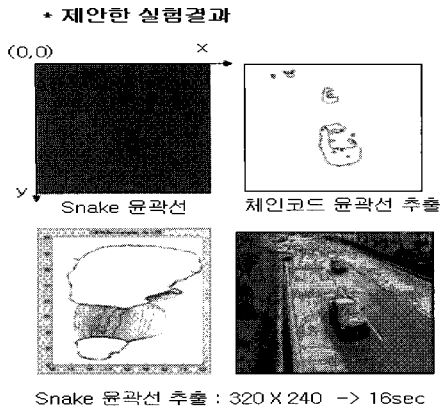 * 제안한 실험결과
(0,0) X
y
Snake 윤곽선
체인코드 윤곽선 추출
Snake 윤곽선 추출 : 320 X 240 -> 16sec